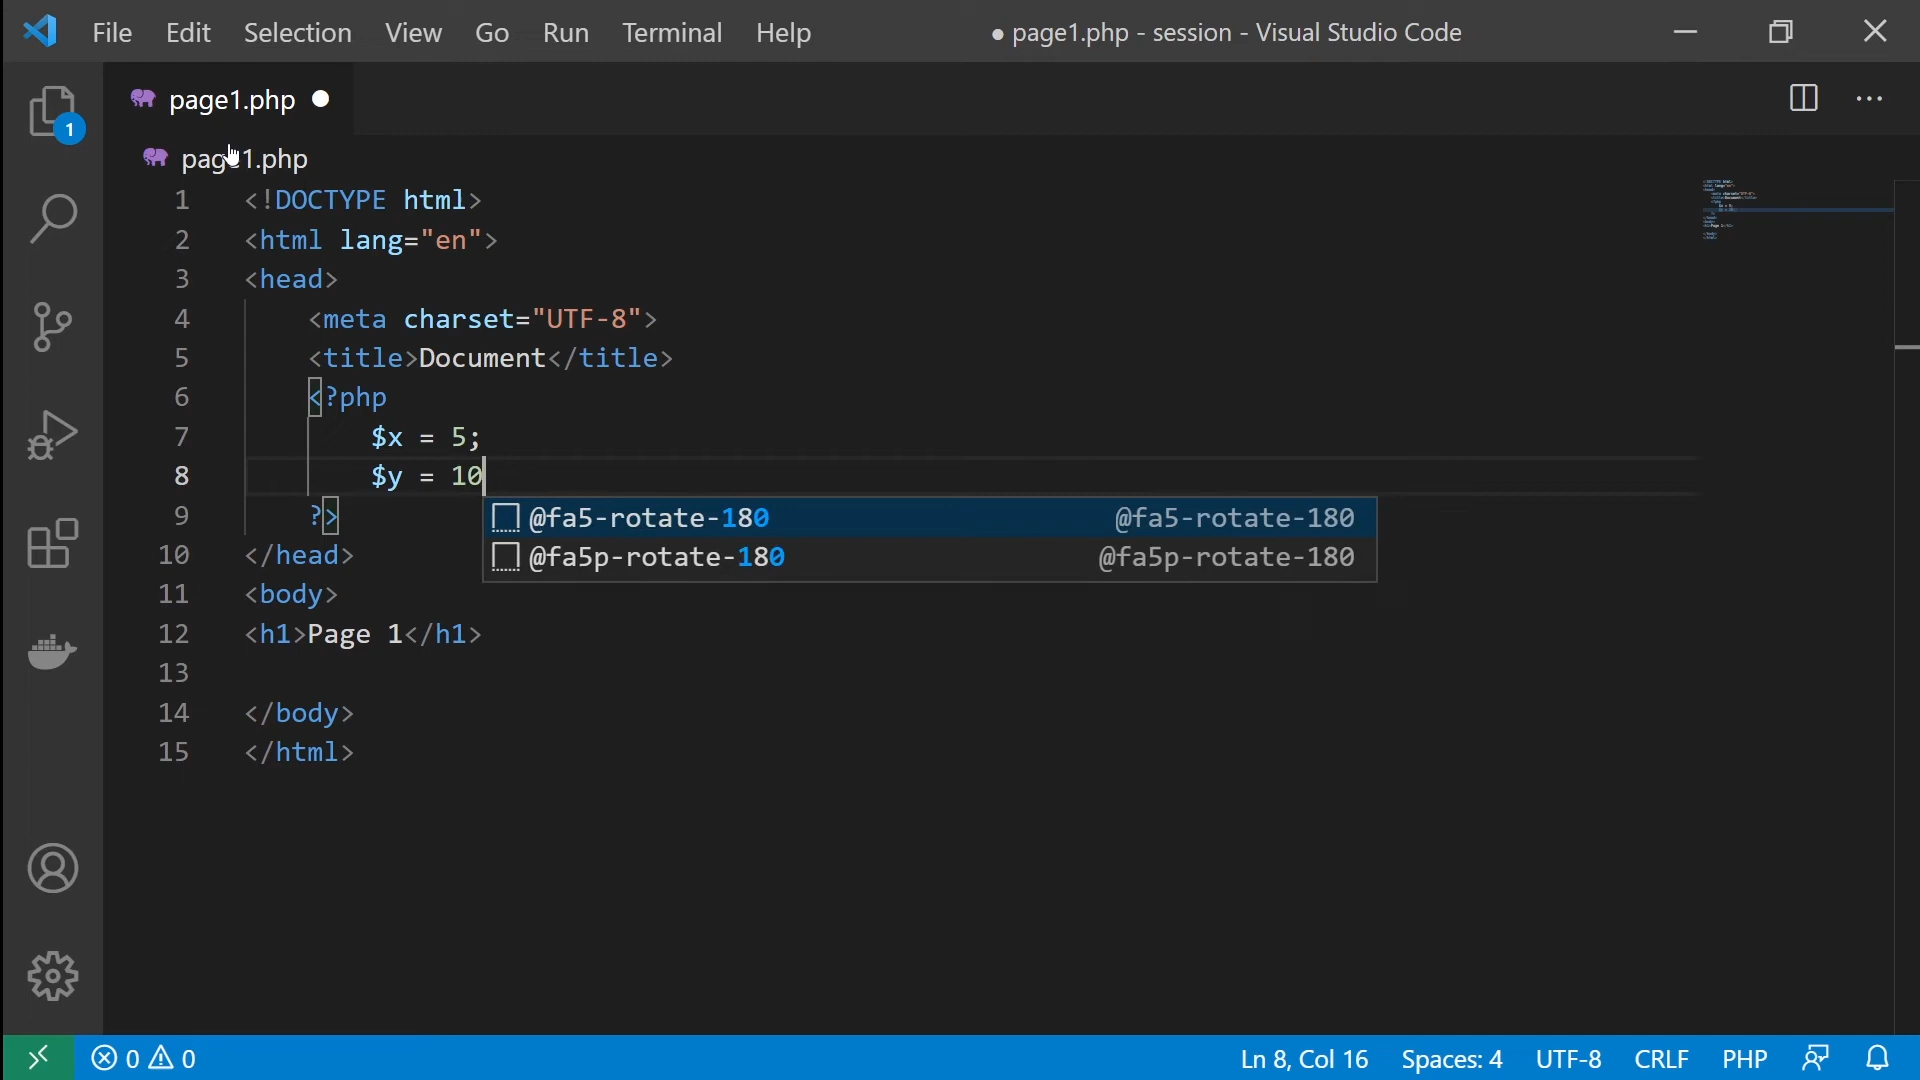 File Edit Selection View Go Run Terminal Help ● page1.php - session - Visual Studio Code
page1.php ●
1
page1.php
1 <!DOCTYPE html>
2 <html lang="en">
3 <head>
4 <meta charset="UTF-8">
5 <title>Document</title>
6 <?php
7 $x = 5;
8 $y = 10
9 ?>
@fa5-rotate-180 @fa5-rotate-180
10 </head>
@fa5p-rotate-180 @fa5p-rotate-180
11 <body>
12 <h1>Page 1</h1>
13
14 </body>
15 </html>
0 0 Ln 8, Col 16 Spaces: 4 UTF-8 CRLF PHP